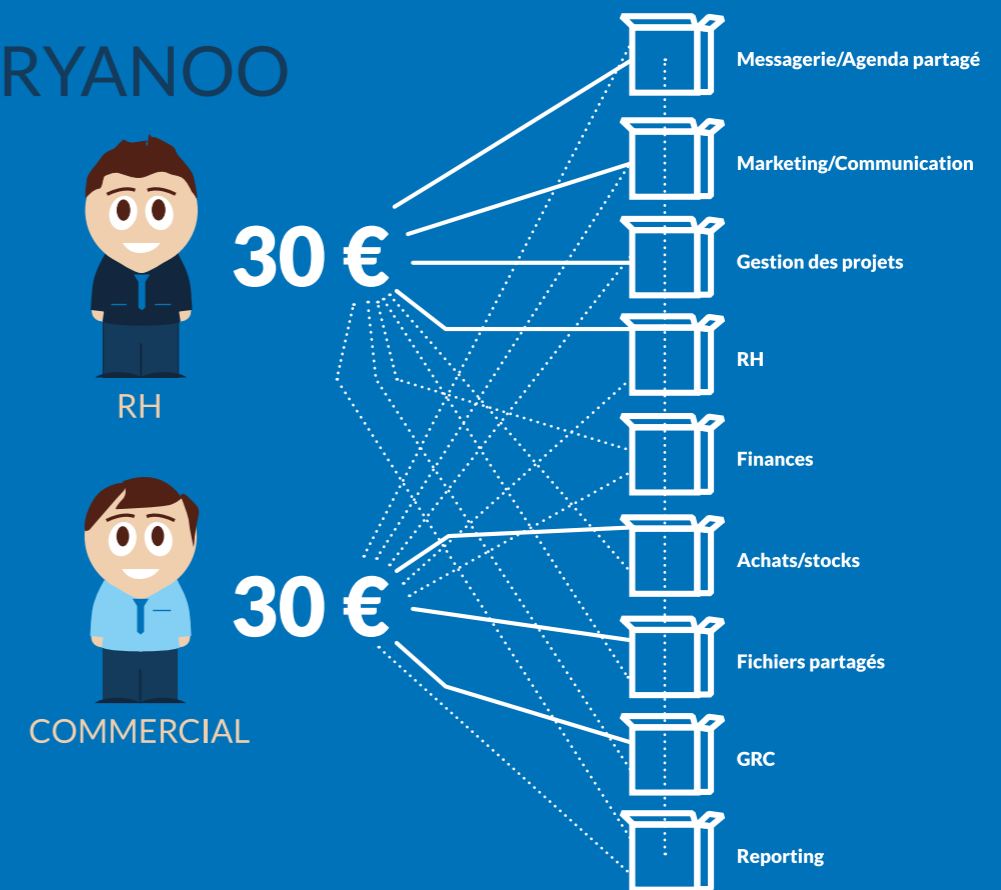 RYANOO
30 €
RH
30 €
COMMERCIAL
Messagerie/Agenda partagé
Marketing/Communication
Gestion des projets
RH
Finances
Achats/stocks
Fichiers partagés
GRC
Reporting